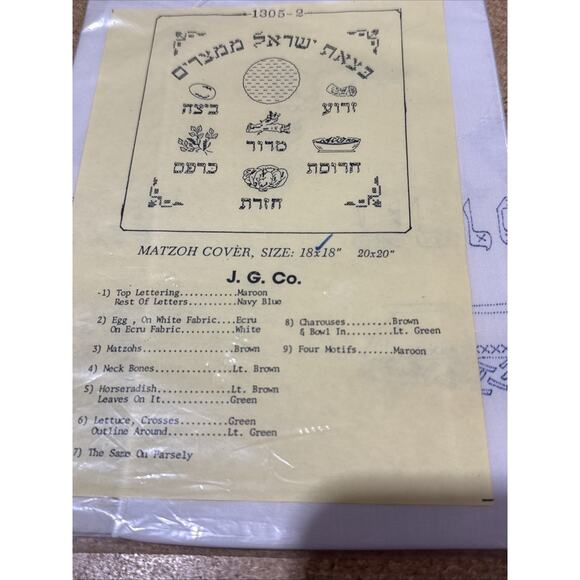 1305-2
בצאת ישראל ממצרים
ביצה
זרוע
מרור
כרפס
חרוסת
חזרת
MATZOH COVER, SIZE: 18x18" 20x20"
J. G. Co.
1) Top Lettering...........Maroon
Rest Of Letters...........Navy Blue
2) Egg , On White Fabric....Ecru
On Ecru Fabric...........White
3) Matzohs..................Brown
4) Neck Bones...............Lt. Brown
5) Horseradish..............Lt. Brown
Leaves On It.............Green
6) Lettuce, Crosses.........Green
Outline Around...........Lt. Green
7) The Same On Parsely
8) Charouses........Brown
& Bowl In........Lt. Green
9) Four Motifs......Maroon